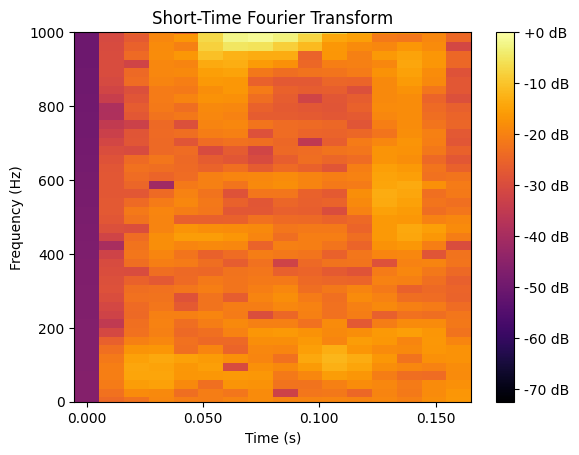 Short-Time Fourier Transform
1000
800
600
400
200
0
Frequency (Hz)
0.000
0.050
0.100
0.150
Time (s)
+0 dB
-10 dB
-20 dB
-30 dB
-40 dB
-50 dB
-60 dB
-70 dB